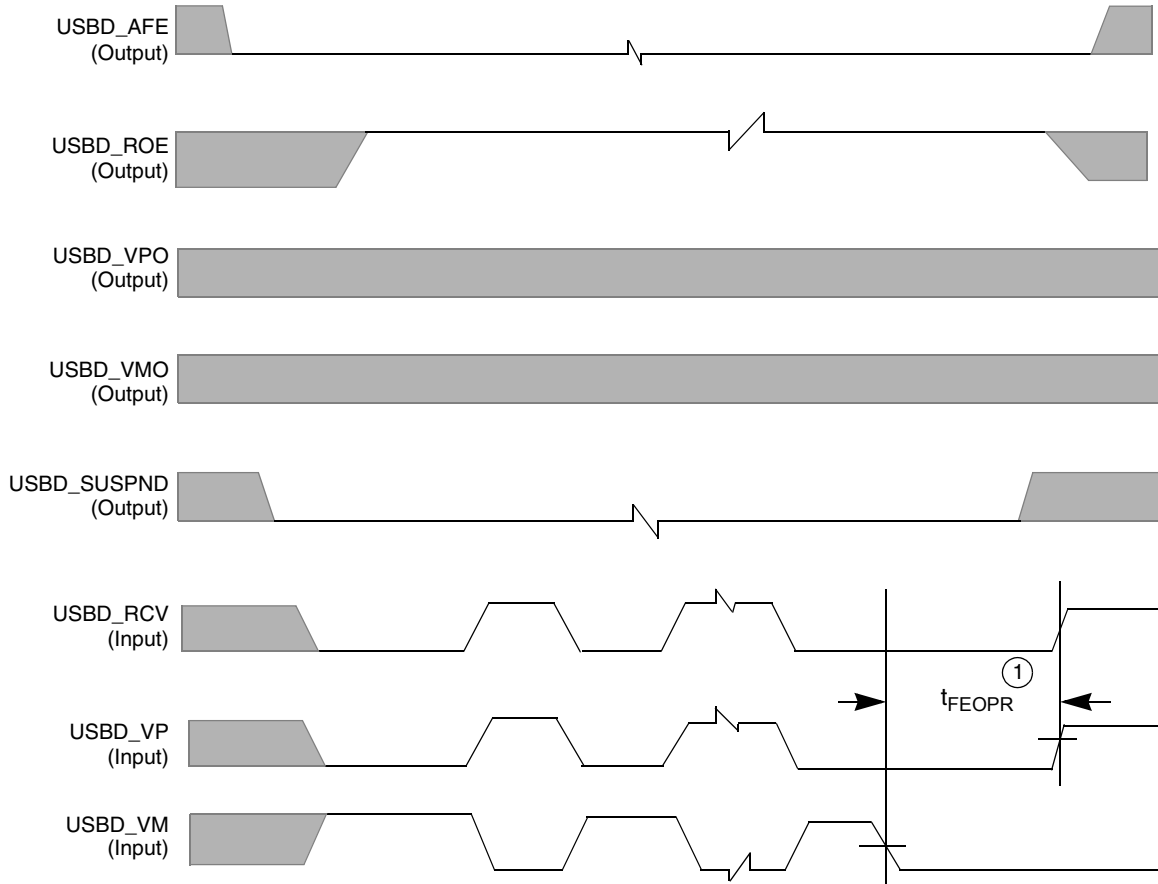 USBD_AFE
(Output)
USBD_ROE
(Output)
USBD_VPO
(Output)
USBD_VMO
(Output)
USBD_SUSPND
(Output)
USBD_RCV
(Input)
1
tFEOPR
USBD_VP
(Input)
USBD_VM
(Input)